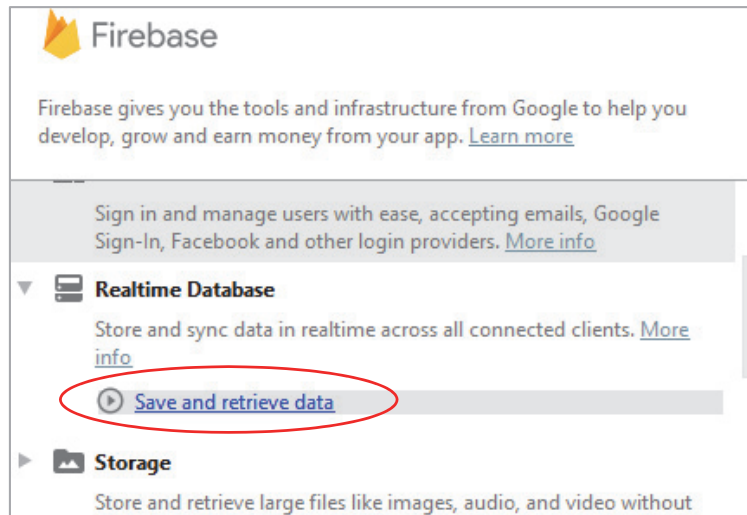 Firebase
Firebase gives you the tools and infrastructure from Google to help you
develop, grow and earn money from your app. Learn more
Sign in and manage users with ease, accepting emails, Google
Sign-In, Facebook and other login providers. More info
Realtime Database
Store and sync data in realtime across all connected clients. More
info
Save and retrieve data
Storage
Store and retrieve large files like images, audio, and video without